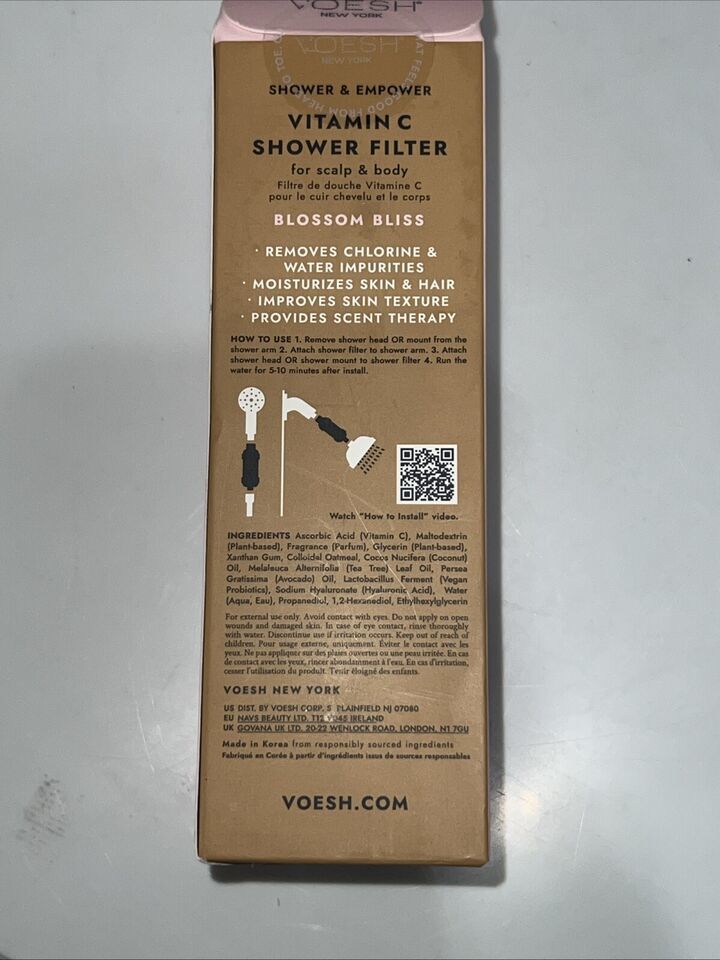 VOESH
NEW YORK
VOESH
NEW YORK
SHOWER & EMPOWER
VITAMIN C
SHOWER FILTER
for scalp & body
Filtre de douche Vitamine C
pour le cuir chevelu et le corps
BLOSSOM BLISS
· REMOVES CHLORINE &
WATER IMPURITIES
· MOISTURIZES SKIN & HAIR
· IMPROVES SKIN TEXTURE
· PROVIDES SCENT THERAPY
HOW TO USE 1. Remove shower head OR mount from the
shower arm 2. Attach shower filter to shower arm. 3. Attach
shower head OR shower mount to shower filter 4. Run the
water for 5-10 minutes after install.
Watch "How to Install" video.
INGREDIENTS Ascorbic Acid (Vitamin C), Maltodextrin
(Plant-based), Fragrance (Parfum), Glycerin (Plant-based),
Xanthan Gum, Colloidal Oatmeal, Cocos Nucifera (Coconut)
Oil, Melaleuca Alternifolia (Tea Tree) Leaf Oil, Persea
Gratissima (Avocado) Oil, Lactobacillus Ferment (Vegan
Probiotics), Sodium Hyaluronate (Hyaluronic Acid), Water
(Aqua, Eau), Propanediol, 1,2-Hexanediol, Ethylhexylglycerin
For external use only. Avoid contact with eyes. Do not apply on open
wounds and damaged skin. In case of eye contact, rinse thoroughly
with water. Discontinue use if irritation occurs. Keep out of reach of
children. Pour usage externe, uniquement. Éviter le contact avec les
yeux. Ne pas appliquer sur des plaies ouvertes ou une peau irritée. En cas
de contact avec les yeux, rincer abondamment à l'eau. En cas d'irritation,
cesser l'utilisation du produit. Tenir éloigné des enfants.
VOESH NEW YORK
US DIST. BY VOESH CORP. S PLAINFIELD NJ 07080
EU NAVS BEAUTY LTD. T12 Y045 IRELAND
UK GOVANA UK LTD. 20-22 WENLOCK ROAD, LONDON, N1 7GU
Made in Korea from responsibly sourced ingredients
Fabriqué en Corée à partir d'ingrédients issus de sources responsables
VOESH.COM